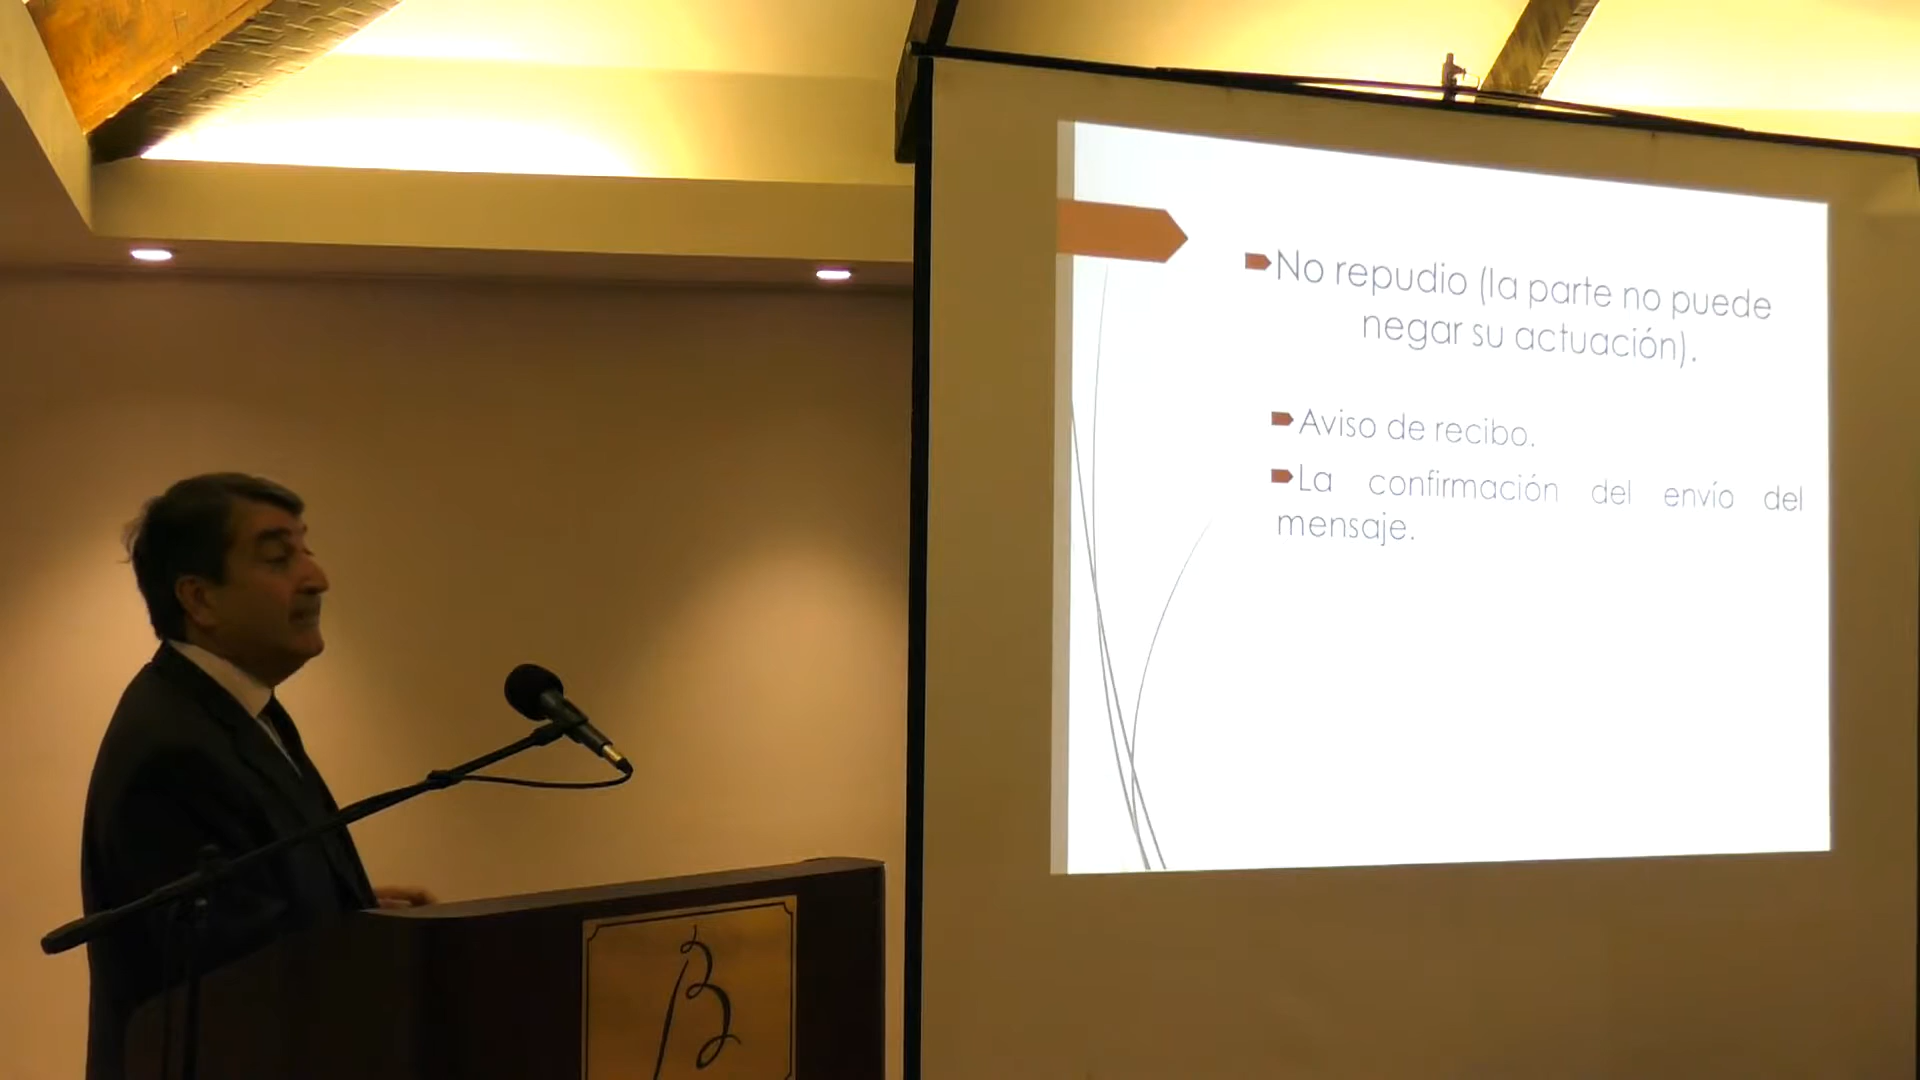 No repudio (la parte no puede
negar su actuación).
Aviso de recibo.
La confirmación del envío del
mensaje.
B